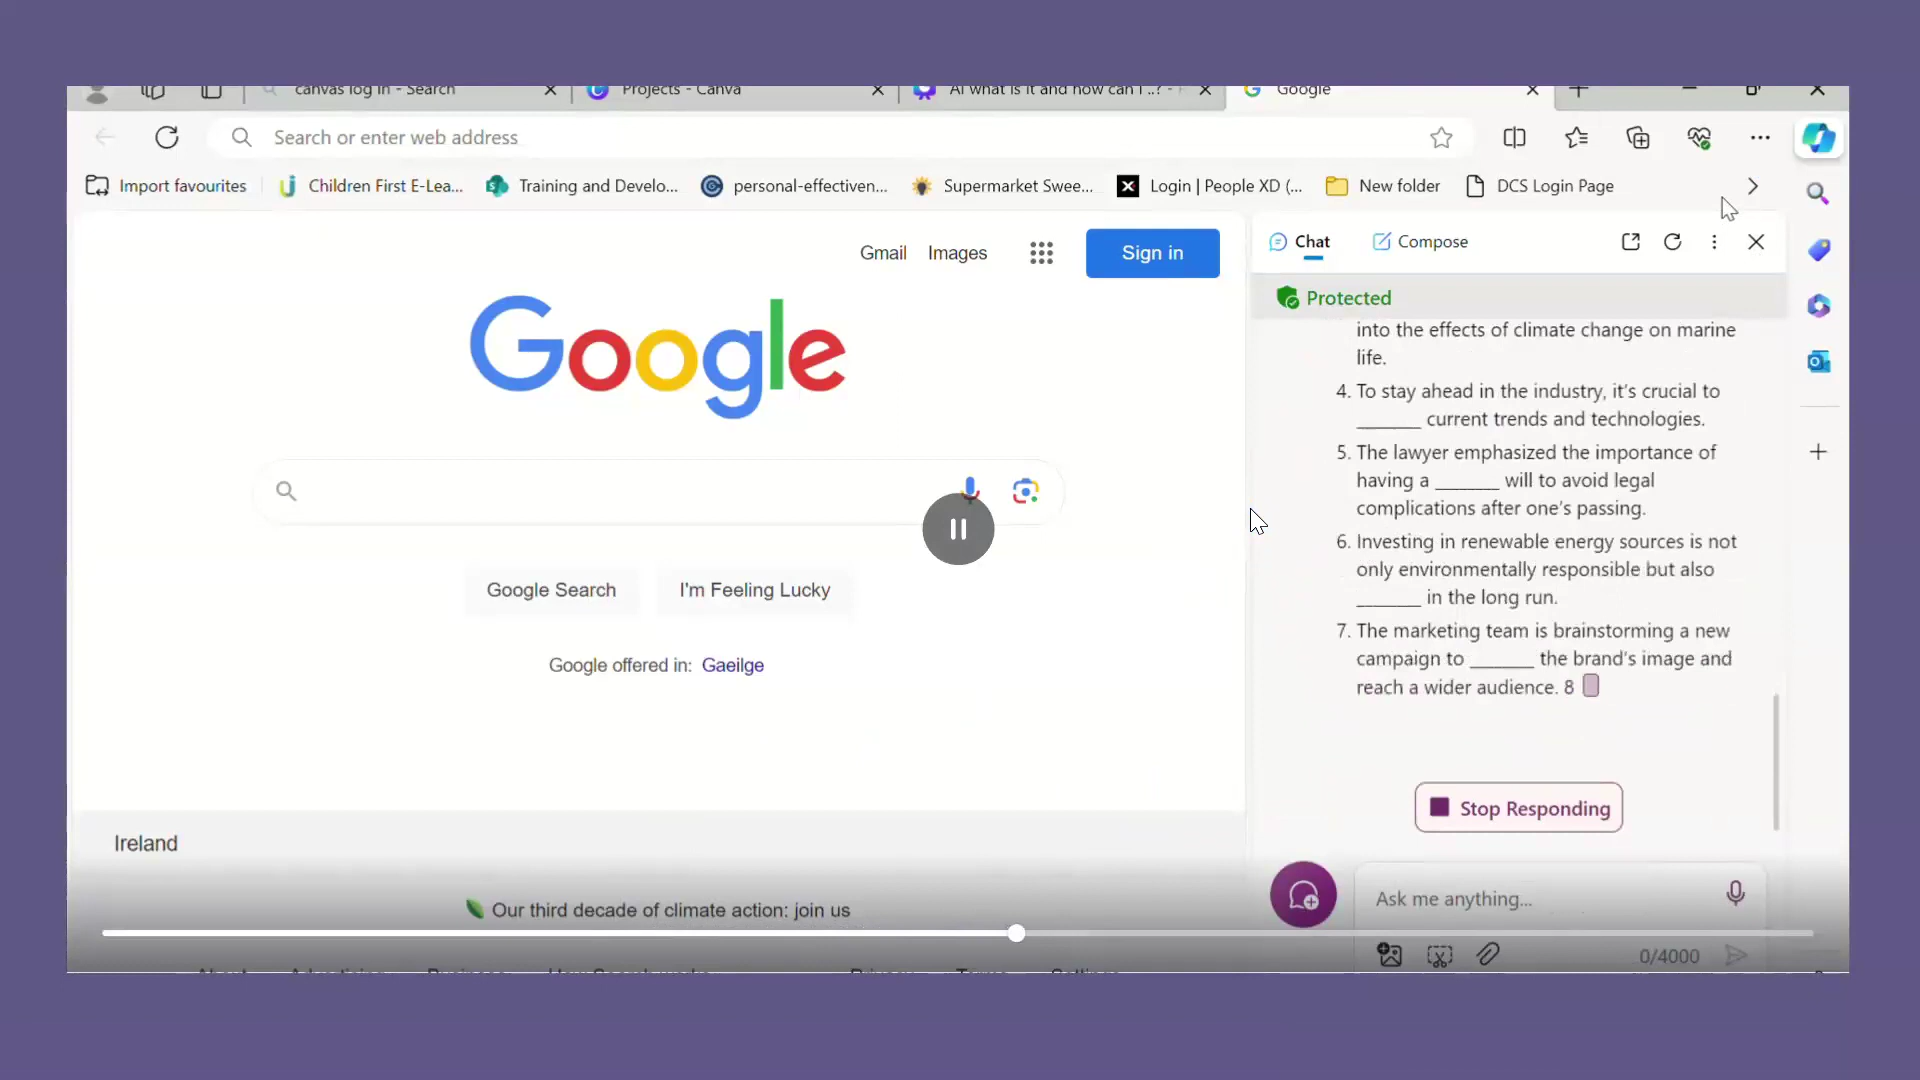 canvas log in - Search
Projects - Canva
AI what is it and how can I ..? -
Google
Search or enter web address
Import favourites
Children First E-Lea...
Training and Develo...
personal-effectiven...
Supermarket Swee...
Login | People XD (...
New folder
DCS Login Page
Gmail
Images
Sign in
Google
Google Search
I'm Feeling Lucky
Google offered in: Gaeilge
Ireland
Our third decade of climate action: join us
Chat
Compose
Protected
into the effects of climate change on marine
life.
4. To stay ahead in the industry, it's crucial to
_______ current trends and technologies.
5. The lawyer emphasized the importance of
having a _______ will to avoid legal
complications after one's passing.
6. Investing in renewable energy sources is not
only environmentally responsible but also
_______ in the long run.
7. The marketing team is brainstorming a new
campaign to _______ the brand's image and
reach a wider audience. 8
Stop Responding
Ask me anything...
0/4000